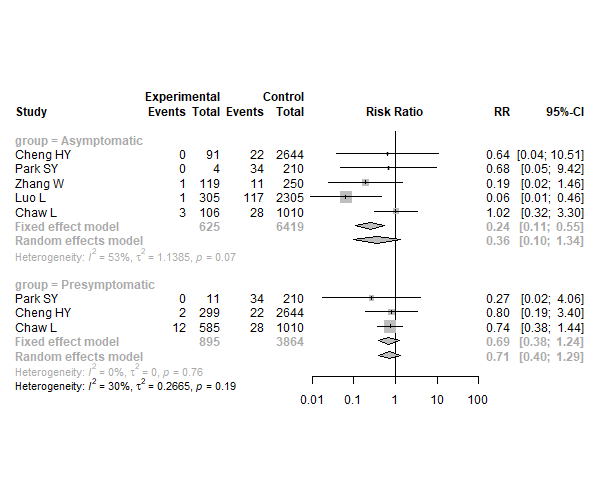 Experimental Control
Study Events Total Events Total Risk Ratio RR 95%-CI
group = Asymptomatic
Cheng HY 0 91 22 2644 0.64 [0.04; 10.51]
Park SY 0 4 34 210 0.68 [0.05; 9.42]
Zhang W 1 119 11 250 0.19 [0.02; 1.46]
Luo L 1 305 117 2305 0.06 [0.01; 0.46]
Chaw L 3 106 28 1010 1.02 [0.32; 3.30]
Fixed effect model 625 6419 0.24 [0.11; 0.55]
Random effects model 0.36 [0.10; 1.34]
Heterogeneity: I² = 53%, τ² = 1.1385, p = 0.07
group = Presymptomatic
Park SY 0 11 34 210 0.27 [0.02; 4.06]
Cheng HY 2 299 22 2644 0.80 [0.19; 3.40]
Chaw L 12 585 28 1010 0.74 [0.38; 1.44]
Fixed effect model 895 3864 0.69 [0.38; 1.24]
Random effects model 0.71 [0.40; 1.29]
Heterogeneity: I² = 0%, τ² = 0, p = 0.76
Heterogeneity: I² = 30%, τ² = 0.2665, p = 0.19
0.01 0.1 1 10 100